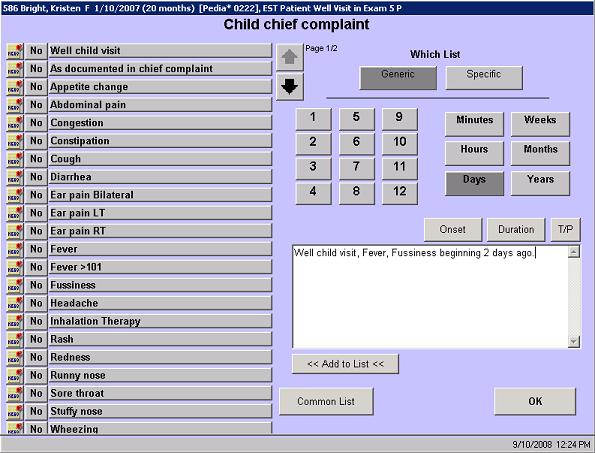 586 Bright, Kristen F 1/10/2007 (20 months) [Pedia* 0222], EST Patient Well Visit in Exam 5 P
Child chief complaint
No Well child visit
No As documented in chief complaint
No Appetite change
No Abdominal pain
No Congestion
No Constipation
No Cough
No Diarrhea
No Ear pain Bilateral
No Ear pain LT
No Ear pain RT
No Fever
No Fever >101
No Fussiness
No Headache
No Inhalation Therapy
No Rash
No Redness
No Runny nose
No Sore throat
No Stuffy nose
No Wheezing
Page 1/2
Which List
Generic Specific
1 5 9
2 6 10
3 7 11
4 8 12
Minutes Weeks
Hours Months
Days Years
Onset Duration T/P
Well child visit, Fever, Fussiness beginning 2 days ago.
<< Add to List <<
Common List OK
9/10/2008 12:24 PM